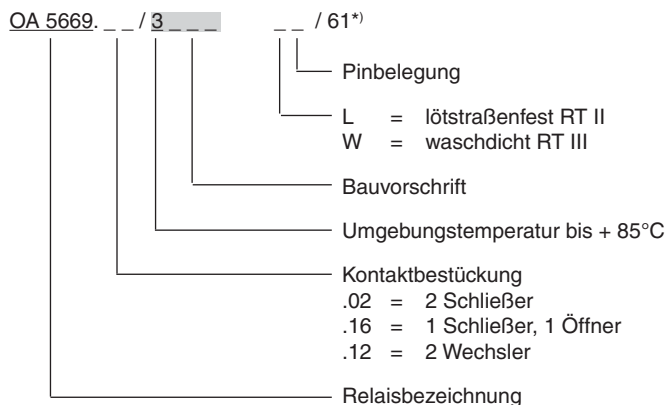 OA 5669. _ _ / 3 _ _ _ _ _ / 61*)
Pinbelegung
L = lötstraßenfest RT II
W = waschdicht RT III
Bauvorschrift
Umgebungstemperatur bis + 85°C
Kontaktbestückung
.02 = 2 Schließer
.16 = 1 Schließer, 1 Öffner
.12 = 2 Wechsler
Relaisbezeichnung